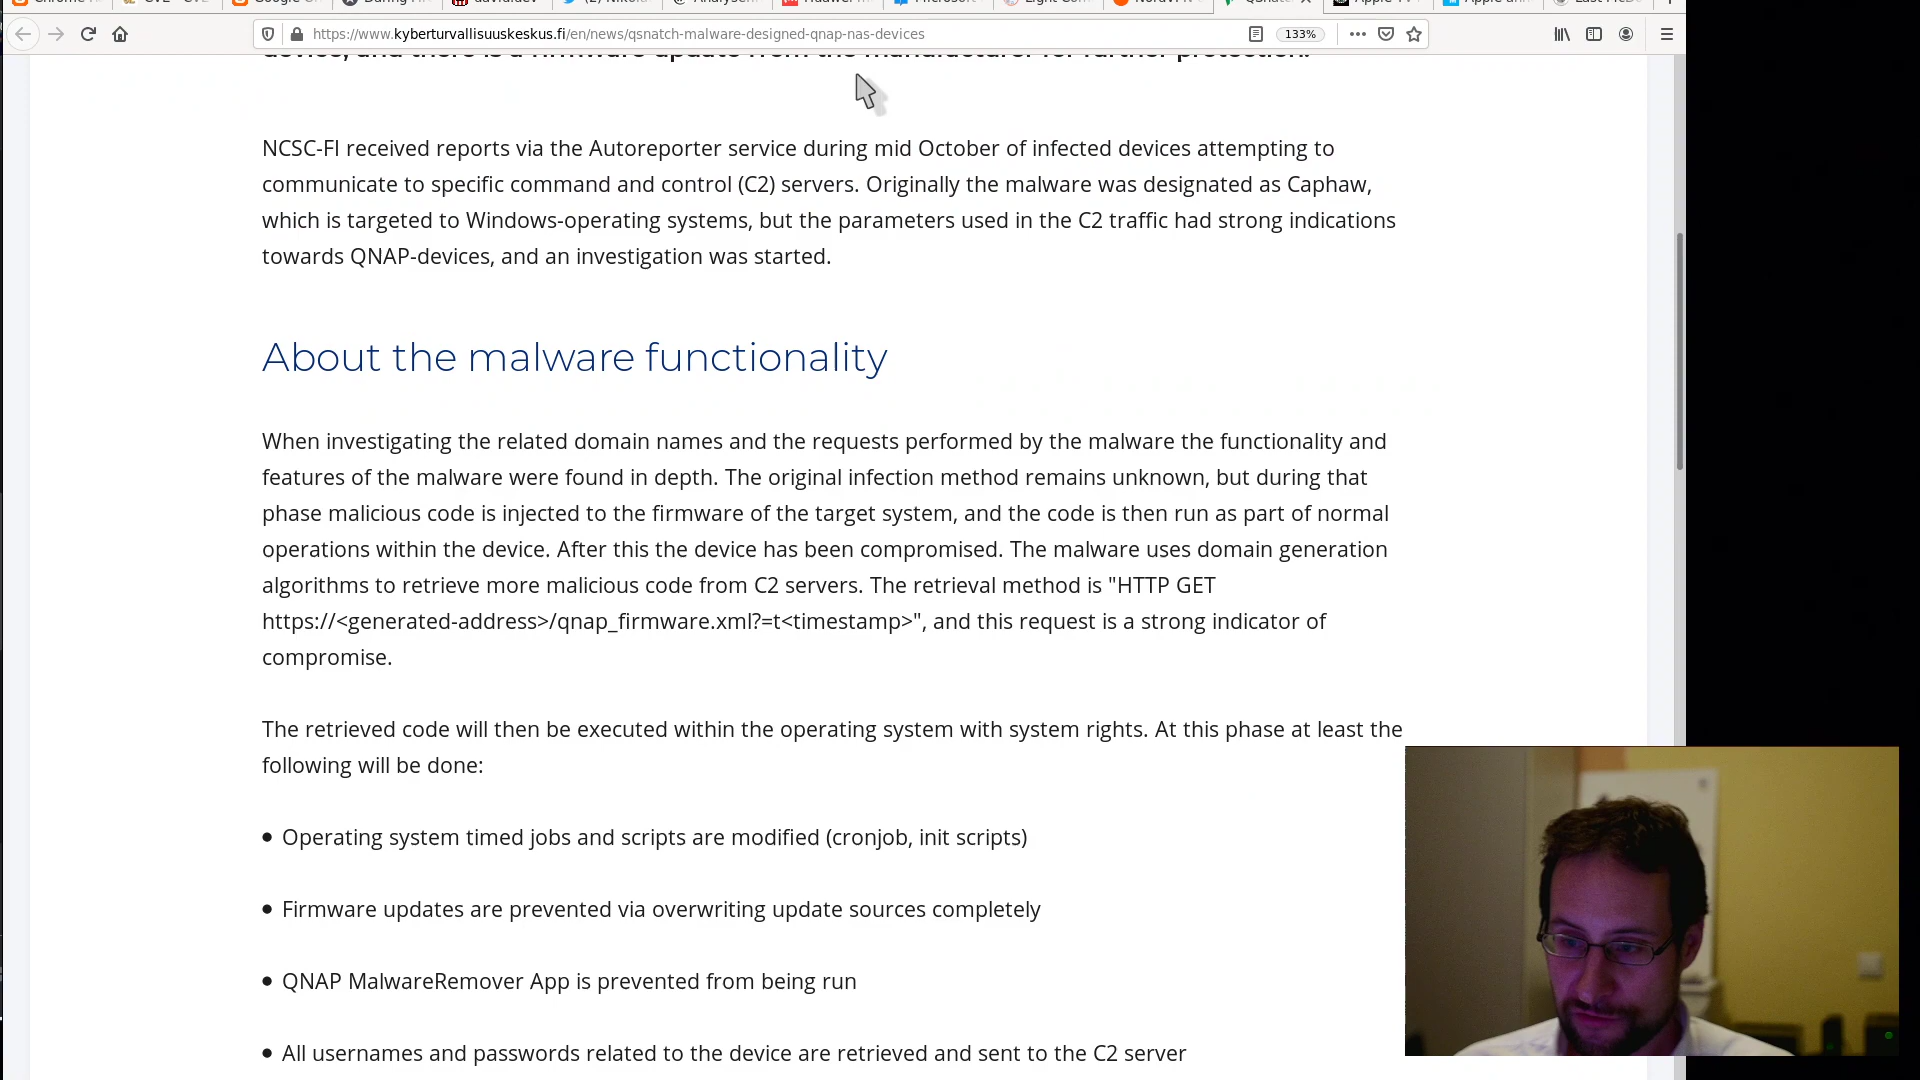 https://www.kyberturvallisuuskeskus.fi/en/news/qsnatch-malware-designed-qnap-nas-devices
133%
device, and there is a firmware update from the manufacturer for further protection.
NCSC-FI received reports via the Autoreporter service during mid October of infected devices attempting to
communicate to specific command and control (C2) servers. Originally the malware was designated as Caphaw,
which is targeted to Windows-operating systems, but the parameters used in the C2 traffic had strong indications
towards QNAP-devices, and an investigation was started.
About the malware functionality
When investigating the related domain names and the requests performed by the malware the functionality and
features of the malware were found in depth. The original infection method remains unknown, but during that
phase malicious code is injected to the firmware of the target system, and the code is then run as part of normal
operations within the device. After this the device has been compromised. The malware uses domain generation
algorithms to retrieve more malicious code from C2 servers. The retrieval method is "HTTP GET
https://<generated-address>/qnap_firmware.xml?=t<timestamp>", and this request is a strong indicator of
compromise.
The retrieved code will then be executed within the operating system with system rights. At this phase at least the
following will be done:
● Operating system timed jobs and scripts are modified (cronjob, init scripts)
● Firmware updates are prevented via overwriting update sources completely
● QNAP MalwareRemover App is prevented from being run
● All usernames and passwords related to the device are retrieved and sent to the C2 server